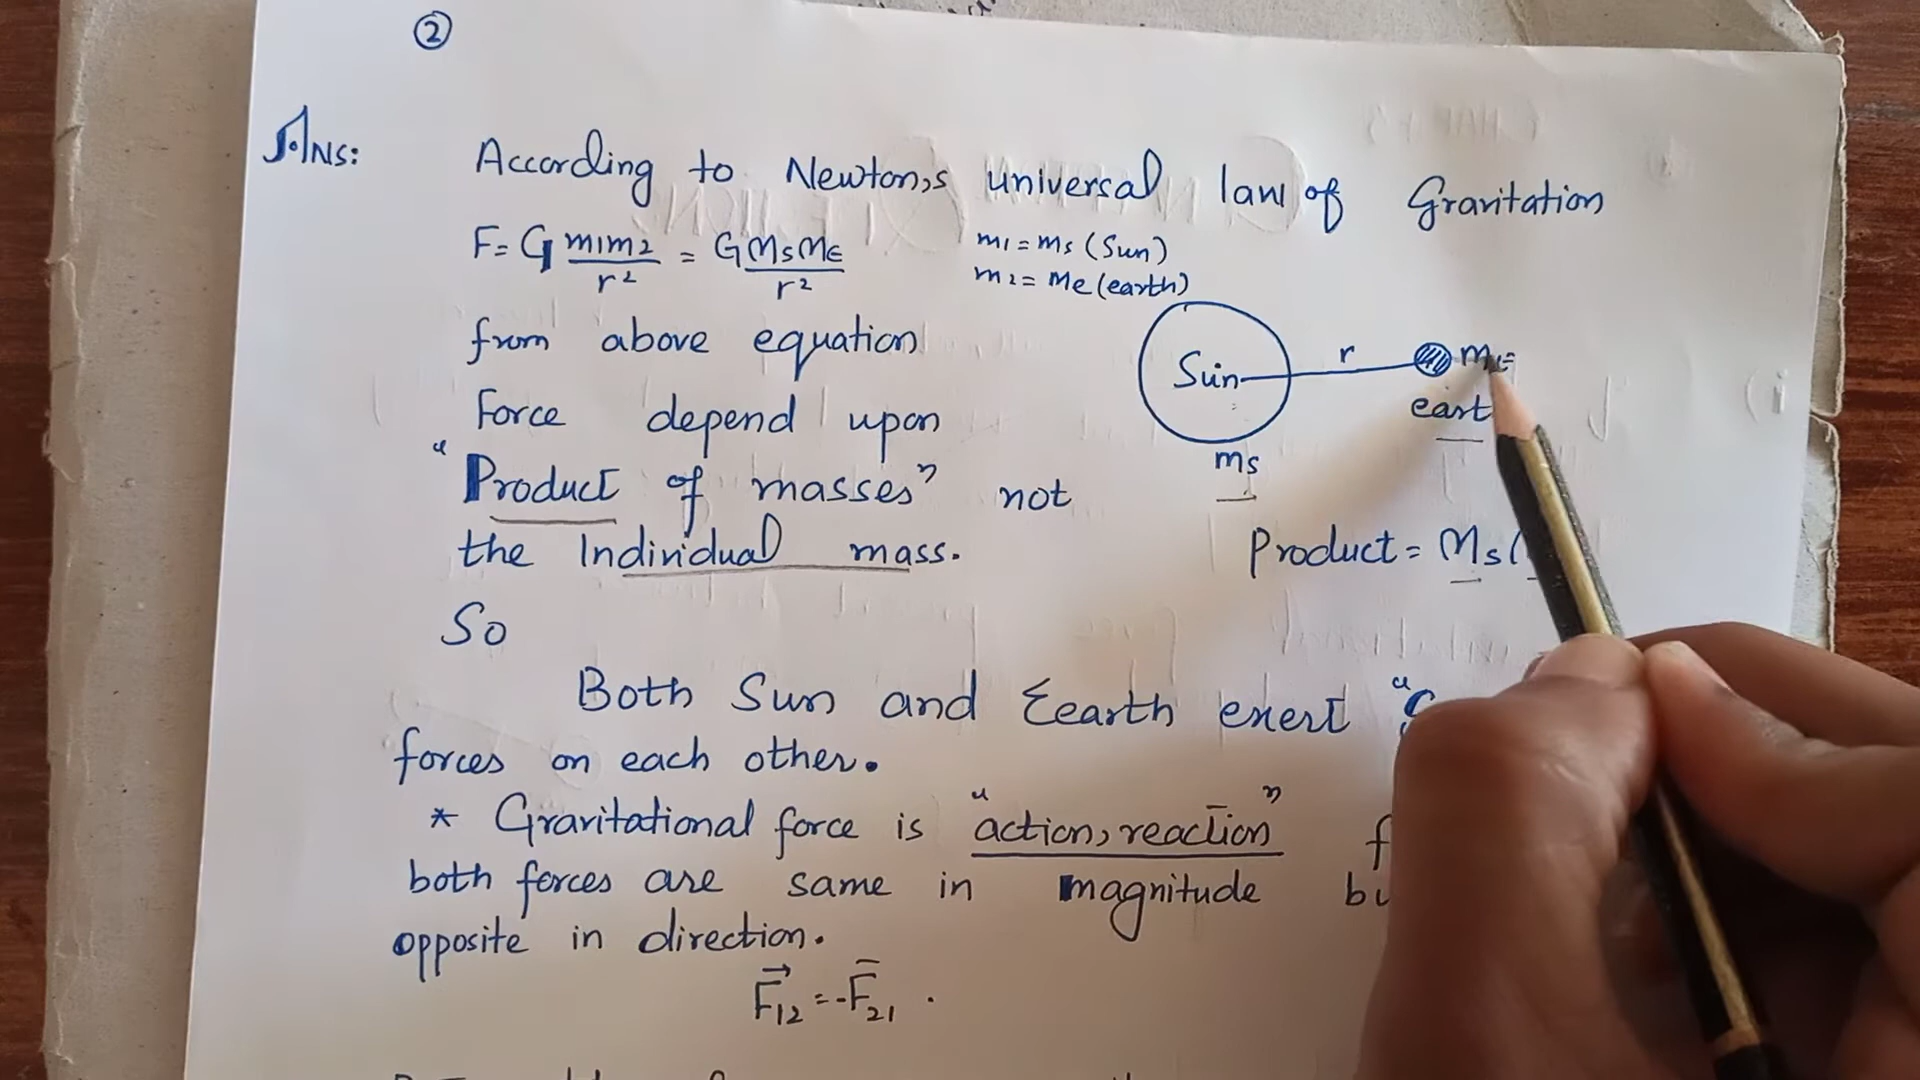 ②
Ans: According to Newton,s universal law of Gravitation
F = G m1m2 / r² = G MsME / r²
m1 = ms (Sun)
m2 = Me (earth)
from above equation
Sun r mE
eart
ms
Force depend upon
"Product of masses" not
the Individual mass.
Product = Ms(
So
Both Sun and Eearth exert "
forces on each other.
* Gravitational force is "action, reaction" f
both forces are same in magnitude bu
opposite in direction.
F12 = -F21 .